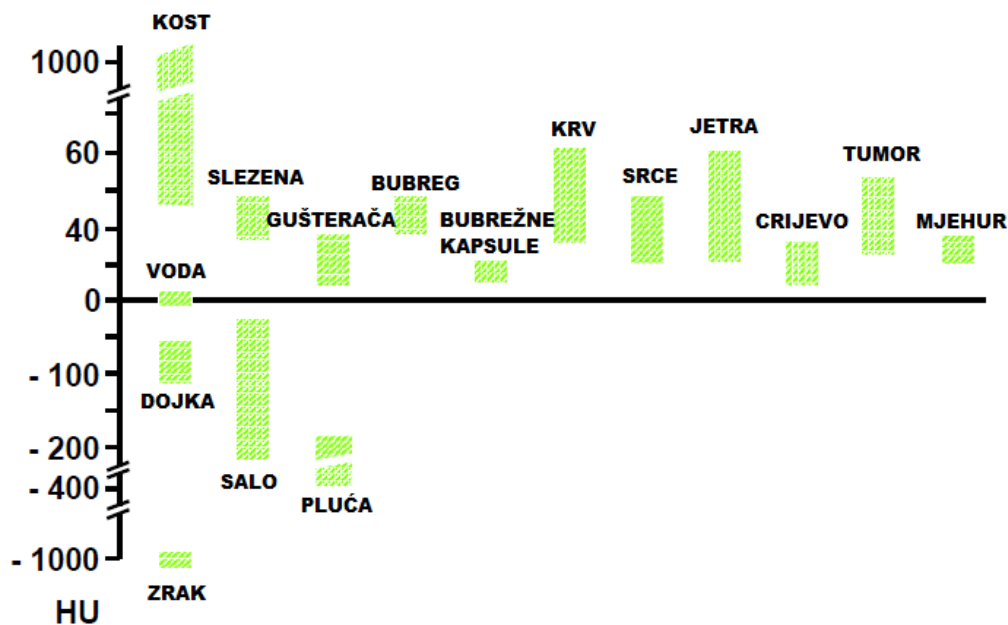 KOST
1000
60
40
0
- 100
- 200
- 400
- 1000
HU
SLEZENA
GUŠTERAČA
BUBREG
BUBREŽNE
KAPSULE
KRV
SRCE
JETRA
CRIJEVO
TUMOR
MJEHUR
VODA
DOJKA
SALO
PLUĆA
ZRAK